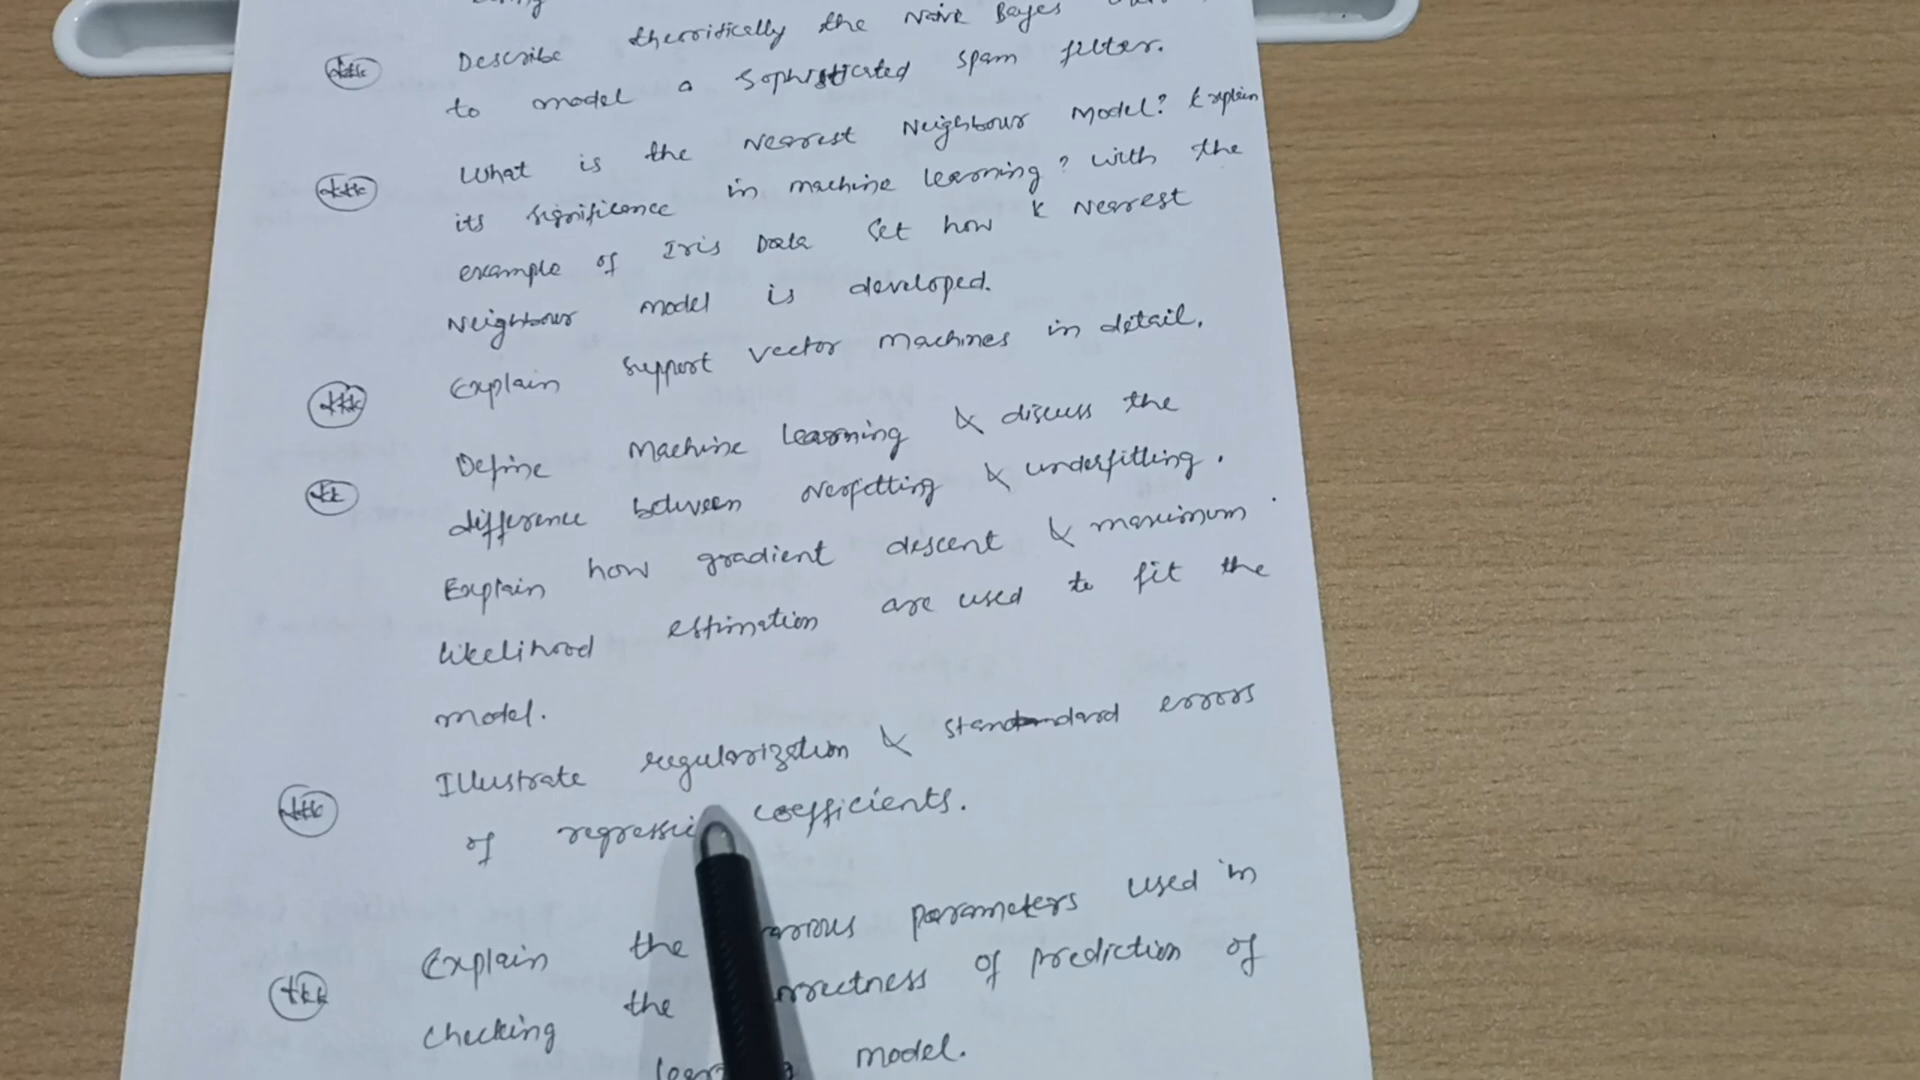 Describe theoritically the Naive Bayes
to model a sophisticated spam filter.
What is the Nearest Neighbour Model? Explain
its significance in machine learning? with the
example of Iris Data Set how K Nearest
Neighbour model is developed.
Explain support vector machines in detail.
Define Machine learning & discuss the
difference between overfitting & underfitting.
Explain how gradient descent & maximum
likelihood estimation are used to fit the
model.
Illustrate regularization & standard errors
of regressi coefficients.
Explain the parameters used in
checking the of prediction of
model.